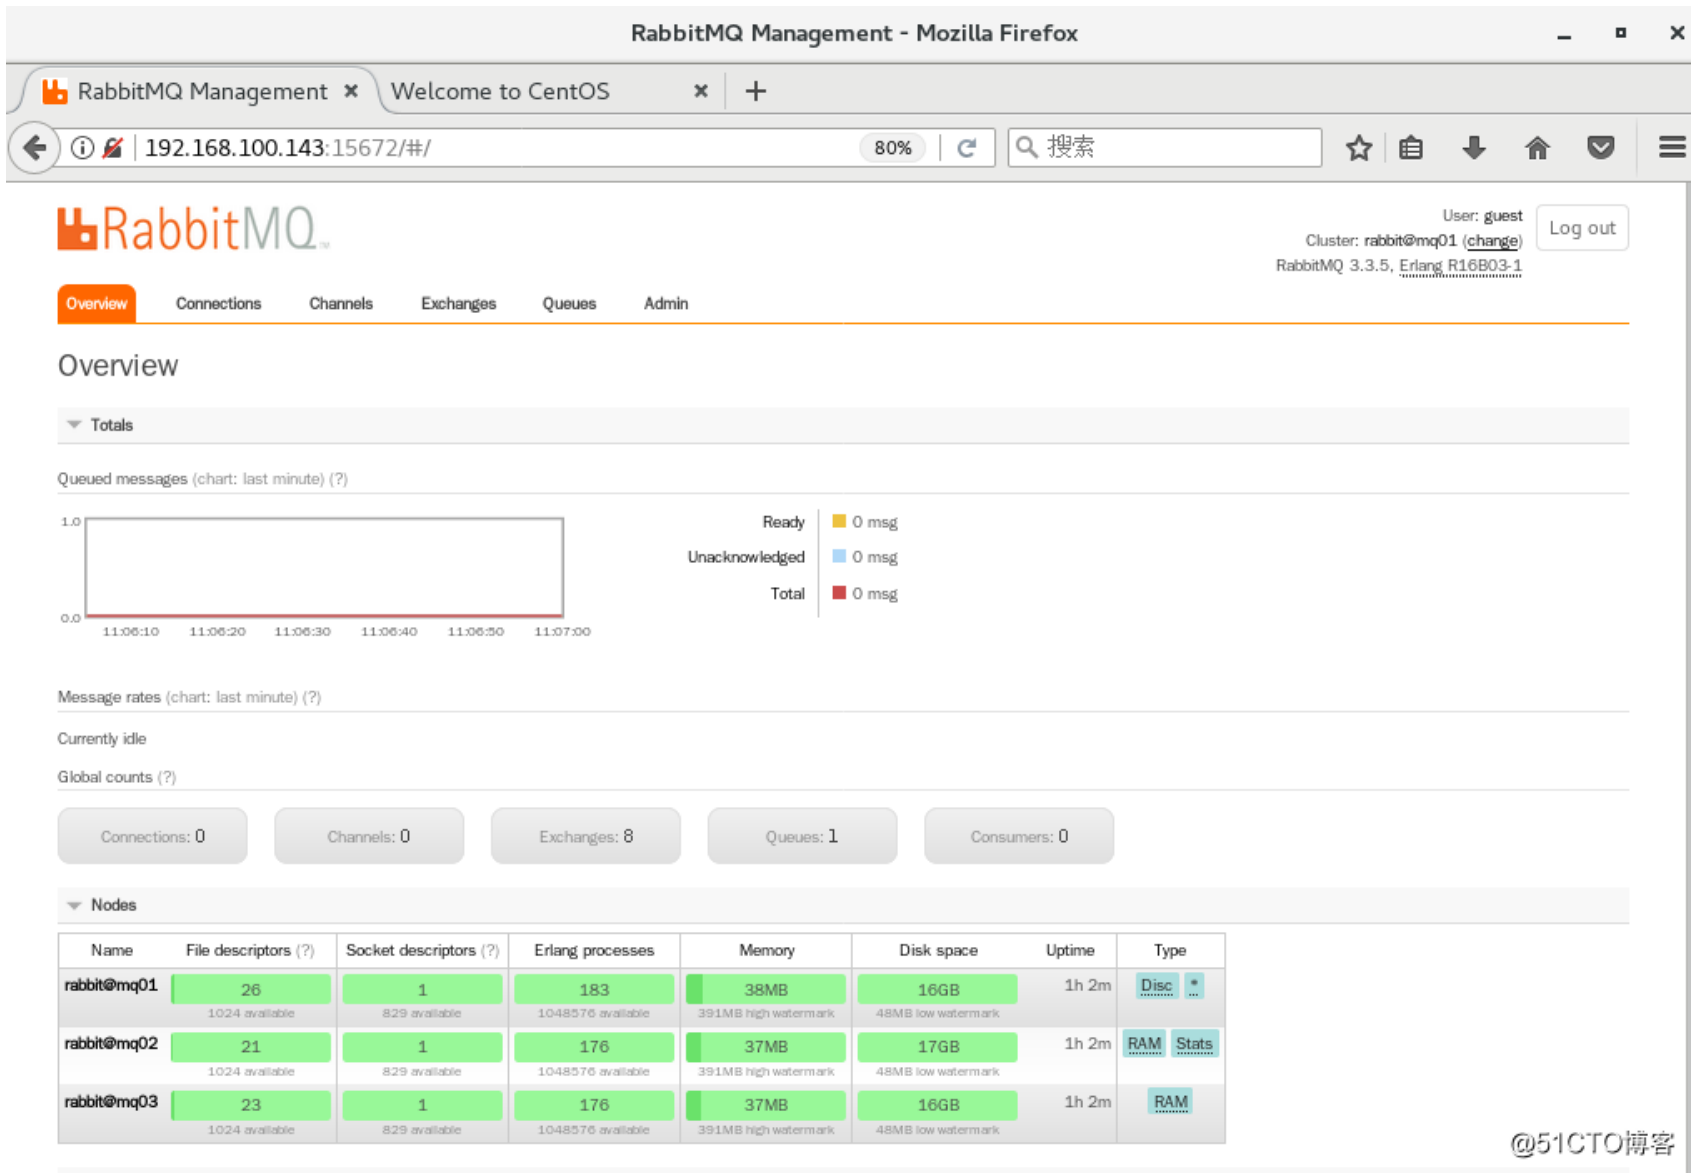 RabbitMQ Management - Mozilla Firefox
RabbitMQ Management Welcome to CentOS
192.168.100.143:15672/#/ 80% 搜索
RabbitMQ TM
User: guest
Log out
Cluster: rabbit@mq01 (change)
RabbitMQ 3.3.5, Erlang R16B03-1
Overview Connections Channels Exchanges Queues Admin
Overview
Totals
Queued messages (chart: last minute) (?)
1.0
0.0
11:06:10 11:06:20 11:06:30 11:06:40 11:06:50 11:07:00
Ready 0 msg
Unacknowledged 0 msg
Total 0 msg
Message rates (chart: last minute) (?)
Currently idle
Global counts (?)
Connections: 0 Channels: 0 Exchanges: 8 Queues: 1 Consumers: 0
Nodes
Name File descriptors (?) Socket descriptors (?) Erlang processes Memory Disk space Uptime Type
rabbit@mq01 26 1 183 38MB 16GB 1h 2m Disc *
1024 available 829 available 1048576 available 391MB high watermark 48MB low watermark
rabbit@mq02 21 1 176 37MB 17GB 1h 2m RAM Stats
1024 available 829 available 1048576 available 391MB high watermark 48MB low watermark
rabbit@mq03 23 1 176 37MB 16GB 1h 2m RAM
1024 available 829 available 1048576 available 391MB high watermark 48MB low watermark
@51CTO博客